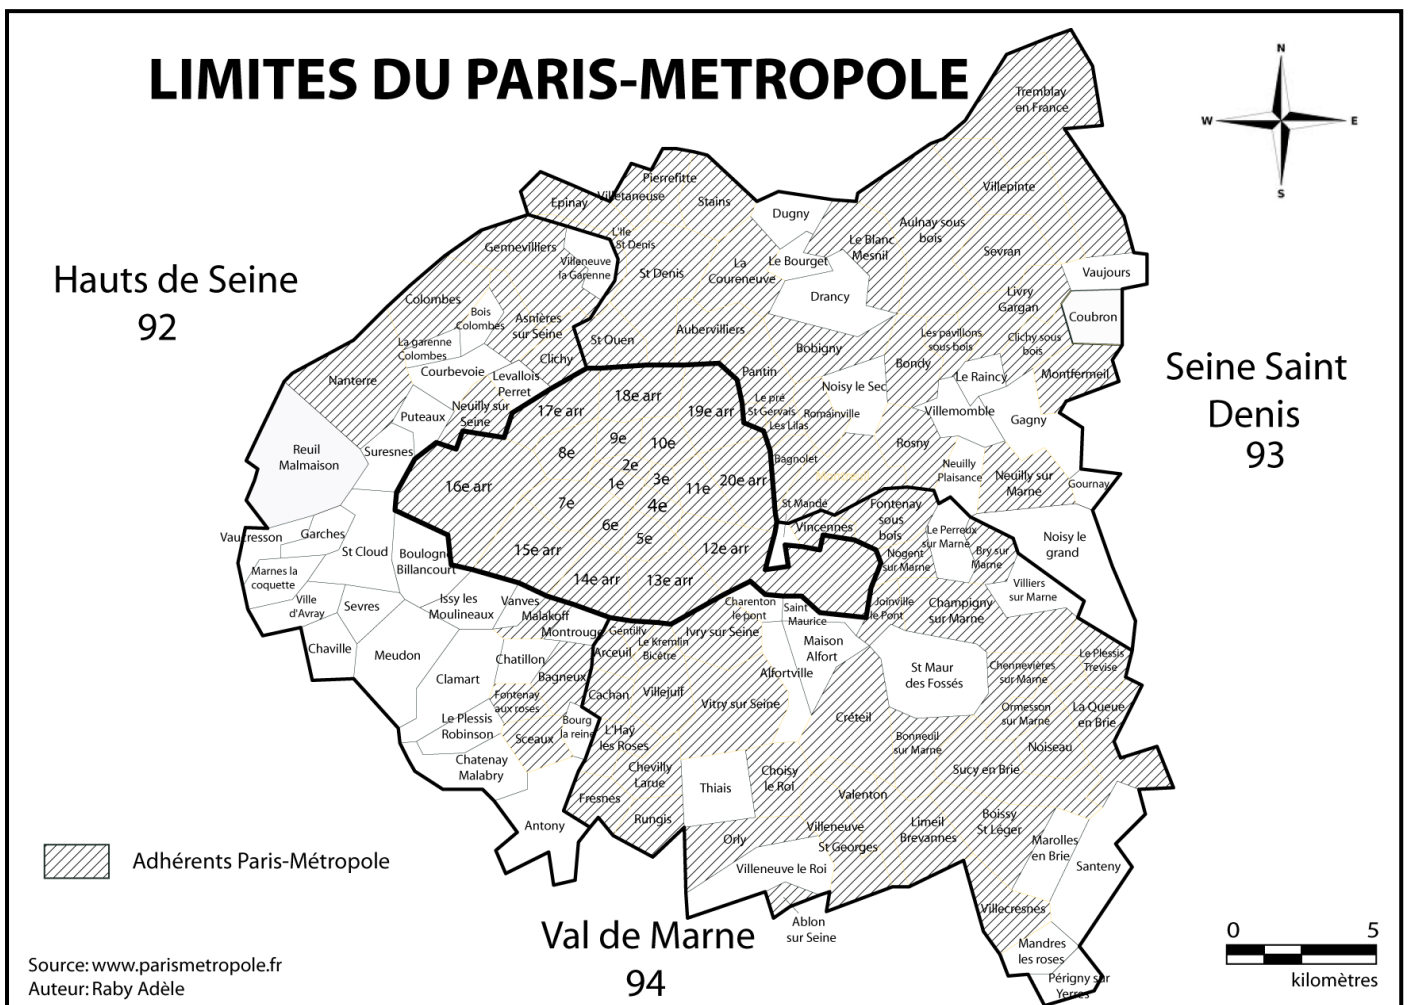 LIMITES DU PARIS-METROPOLE
N
W
E
S
Hauts de Seine
92
Seine Saint
Denis
93
Val de Marne
94
Tremblay
en France
Villepinte
Pierrefitte
Villetaneuse
Epinay
Stains
Dugny
Aulnay sous
bois
Le Blanc
Mesnil
Sevran
L'Ile
St Denis
Gennevilliers
Villeneuve
la Garenne
St Denis
La
Coureneuve
Le Bourget
Drancy
Vaujours
Livry
Gargan
Coubron
Colombes
Bois
Colombes
Asnières
sur Seine
St Ouen
Aubervilliers
Bobigny
Les pavillons
sous bois
Clichy sous
bois
La garenne
Colombes
Clichy
Courbevoie
Levallois
Perret
Pantin
Bondy
Le Raincy
Montfermeil
Nanterre
Noisy le Sec
Puteaux
Neuilly sur
Seine
17e arr
18e arr
19e arr
Le pré
St Gervais
Les Lilas
Romainville
Villemomble
Gagny
Reuil
Malmaison
Suresnes
8e
9e
10e
2e
1e
3e
16e arr
7e
4e
11e
20e arr
6e
5e
15e arr
12e arr
14e arr
13e arr
Bagnolet
Rosny
Neuilly
Plaisance
Neuilly sur
Marne
Gournay
St Mandé
Vincennes
Fontenay
sous
bois
Le Perreux
sur Marne
Bry sur
Marne
Nogent
sur Marne
Noisy le
grand
Villiers
sur Marne
Vaucresson
Garches
St Cloud
Boulogne
Billancourt
Marnes la
coquette
Ville
d'Avray
Sevres
Issy les
Moulineaux
Vanves
Malakoff
Montrouge
Chaville
Meudon
Clamart
Chatillon
Bagneux
Fontenay
aux roses
Le Plessis
Robinson
Sceaux
Bourg
la reine
Chatenay
Malabry
Antony
Gentilly
Le Kremlin
Bicêtre
Ivry sur Seine
Charenton
le pont
Saint
Maurice
Joinville
le Pont
Champigny
sur Marne
Arceuil
Maison
Alfort
Alfortville
St Maur
des Fossés
Chennevières
sur Marne
Le Plessis
Trevise
Cachan
Villejuif
Vitry sur Seine
Créteil
Ormesson
sur Marne
La Queue
en Brie
L'Haÿ
les Roses
Bonneuil
sur Marne
Noiseau
Chevilly
Larue
Thiais
Choisy
le Roi
Sucy en Brie
Fresnes
Valenton
Rungis
Orly
Villeneuve
St Georges
Limeil
Brevannes
Boissy
St Léger
Marolles
en Brie
Santeny
Villeneuve le Roi
Ablon
sur Seine
Villecresnes
Mandres
les roses
Périgny sur
Yerres
Adhérents Paris-Métropole
Source: www.parismetropole.fr
Auteur: Raby Adèle
0
5
kilomètres